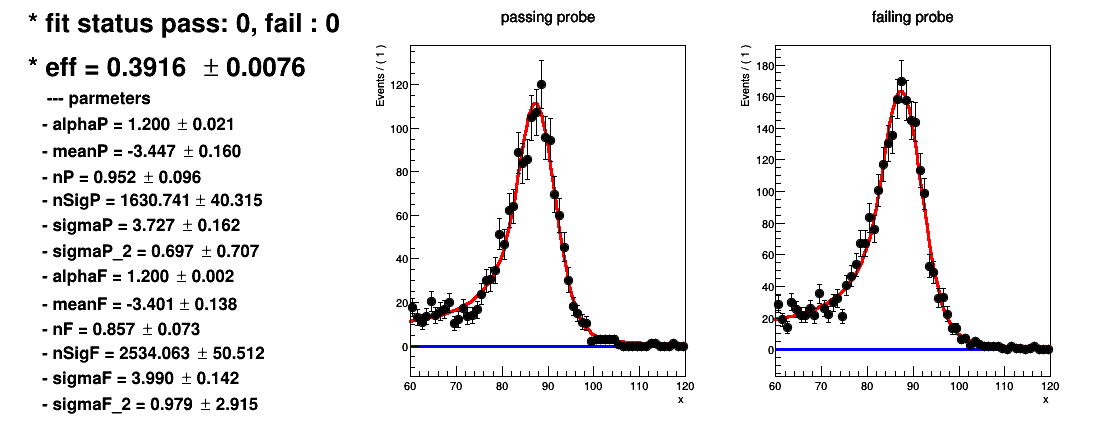 * fit status pass: 0, fail : 0
* eff = 0.3916 ± 0.0076
--- parmeters
- alphaP = 1.200 ± 0.021
- meanP = -3.447 ± 0.160
- nP = 0.952 ± 0.096
- nSigP = 1630.741 ± 40.315
- sigmaP = 3.727 ± 0.162
- sigmaP_2 = 0.697 ± 0.707
- alphaF = 1.200 ± 0.002
- meanF = -3.401 ± 0.138
- nF = 0.857 ± 0.073
- nSigF = 2534.063 ± 50.512
- sigmaF = 3.990 ± 0.142
- sigmaF_2 = 0.979 ± 2.915
passing probe
Events / ( 1 )
120
100
80
60
40
20
0
60 70 80 90 100 110 120
x
failing probe
Events / ( 1 )
180
160
140
120
100
80
60
40
20
0
60 70 80 90 100 110 120
x